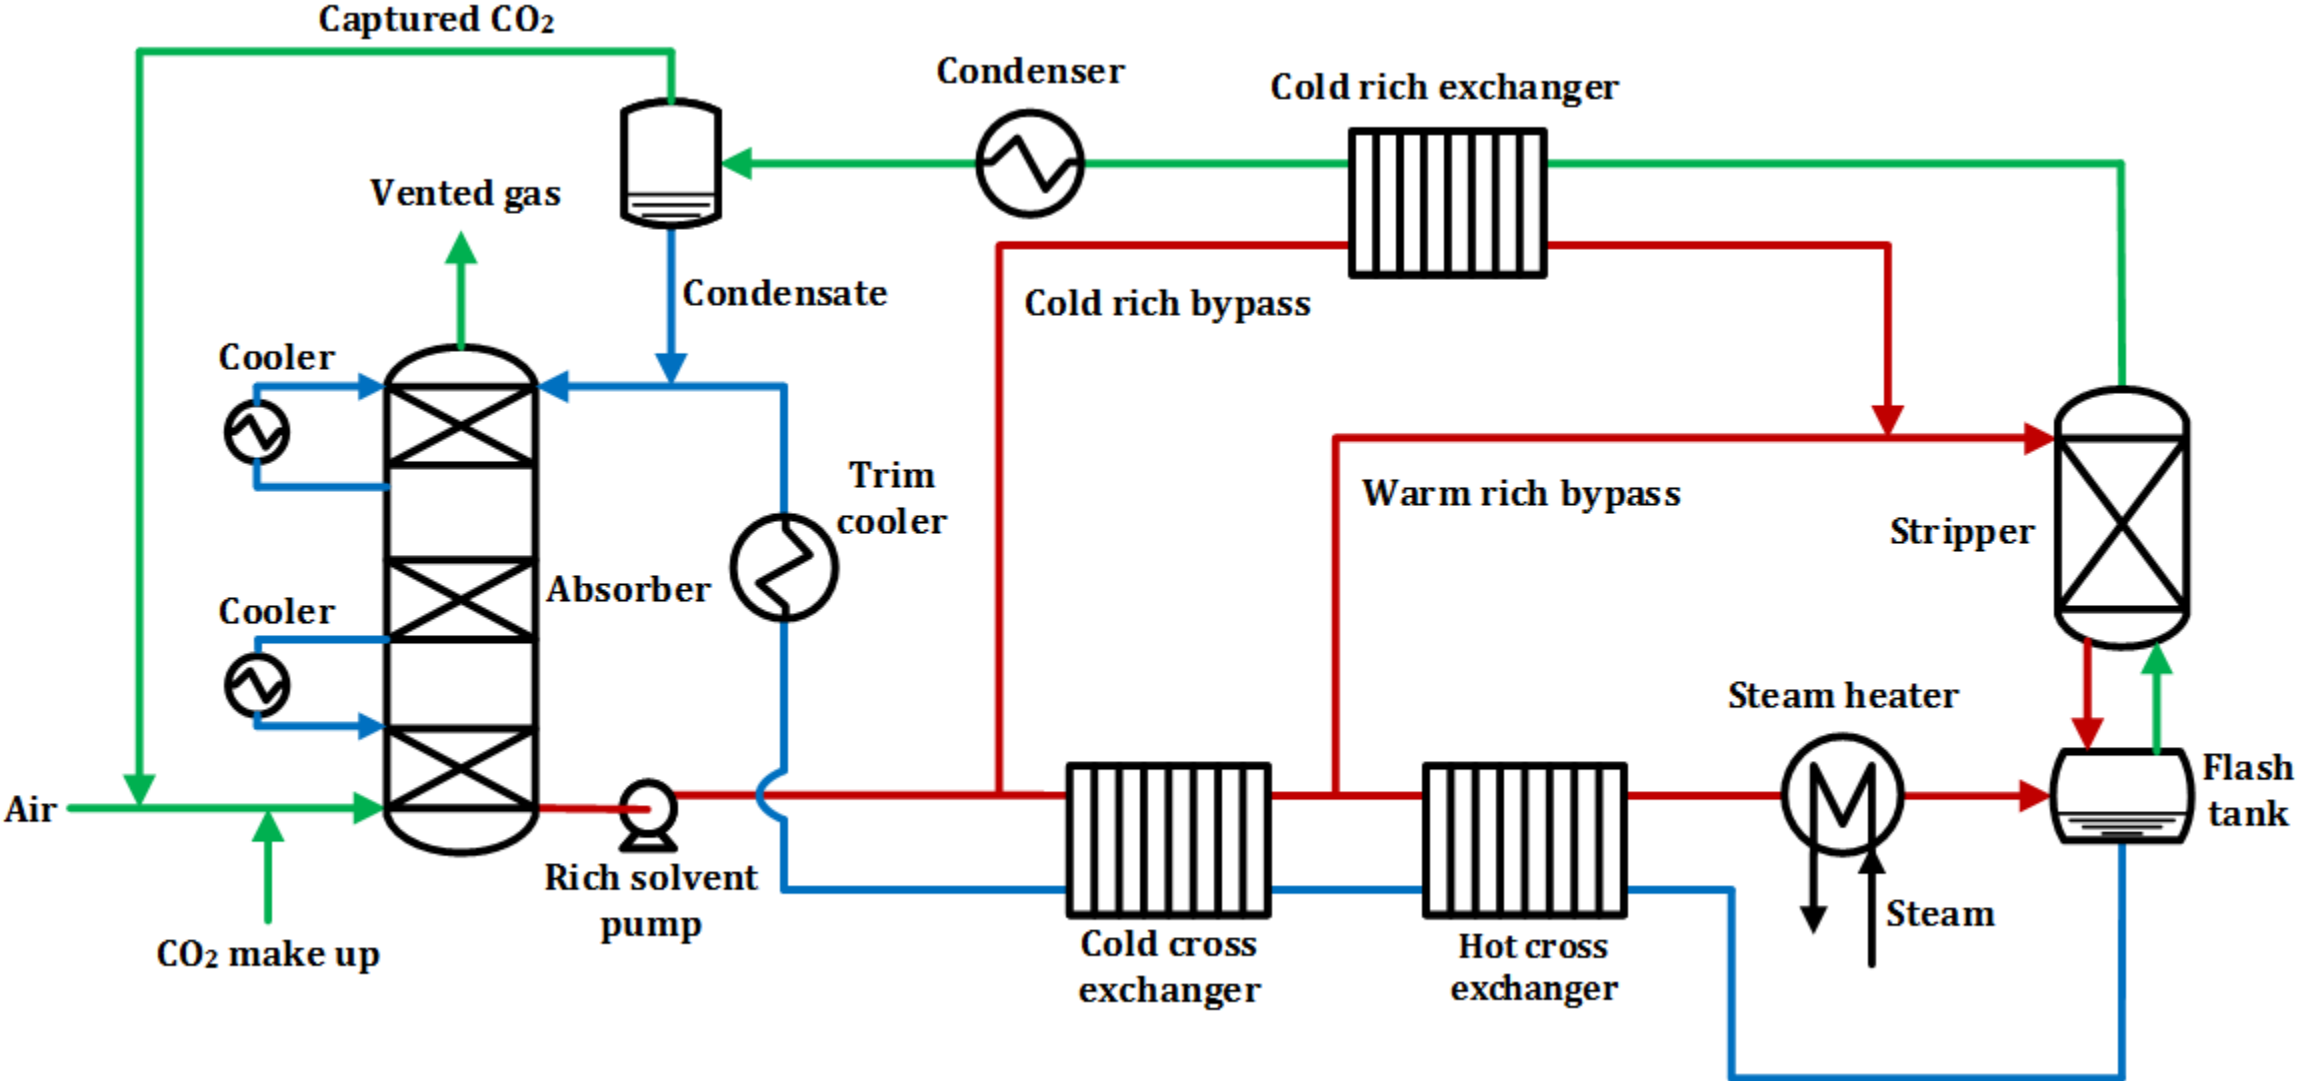 Captured CO₂
Condenser
Cold rich exchanger
Vented gas
Condensate
Cold rich bypass
Cooler
Trim
cooler
Warm rich bypass
Stripper
Absorber
Cooler
Steam heater
Flash
tank
Air
Rich solvent
pump
Steam
CO₂ make up
Cold cross
exchanger
Hot cross
exchanger